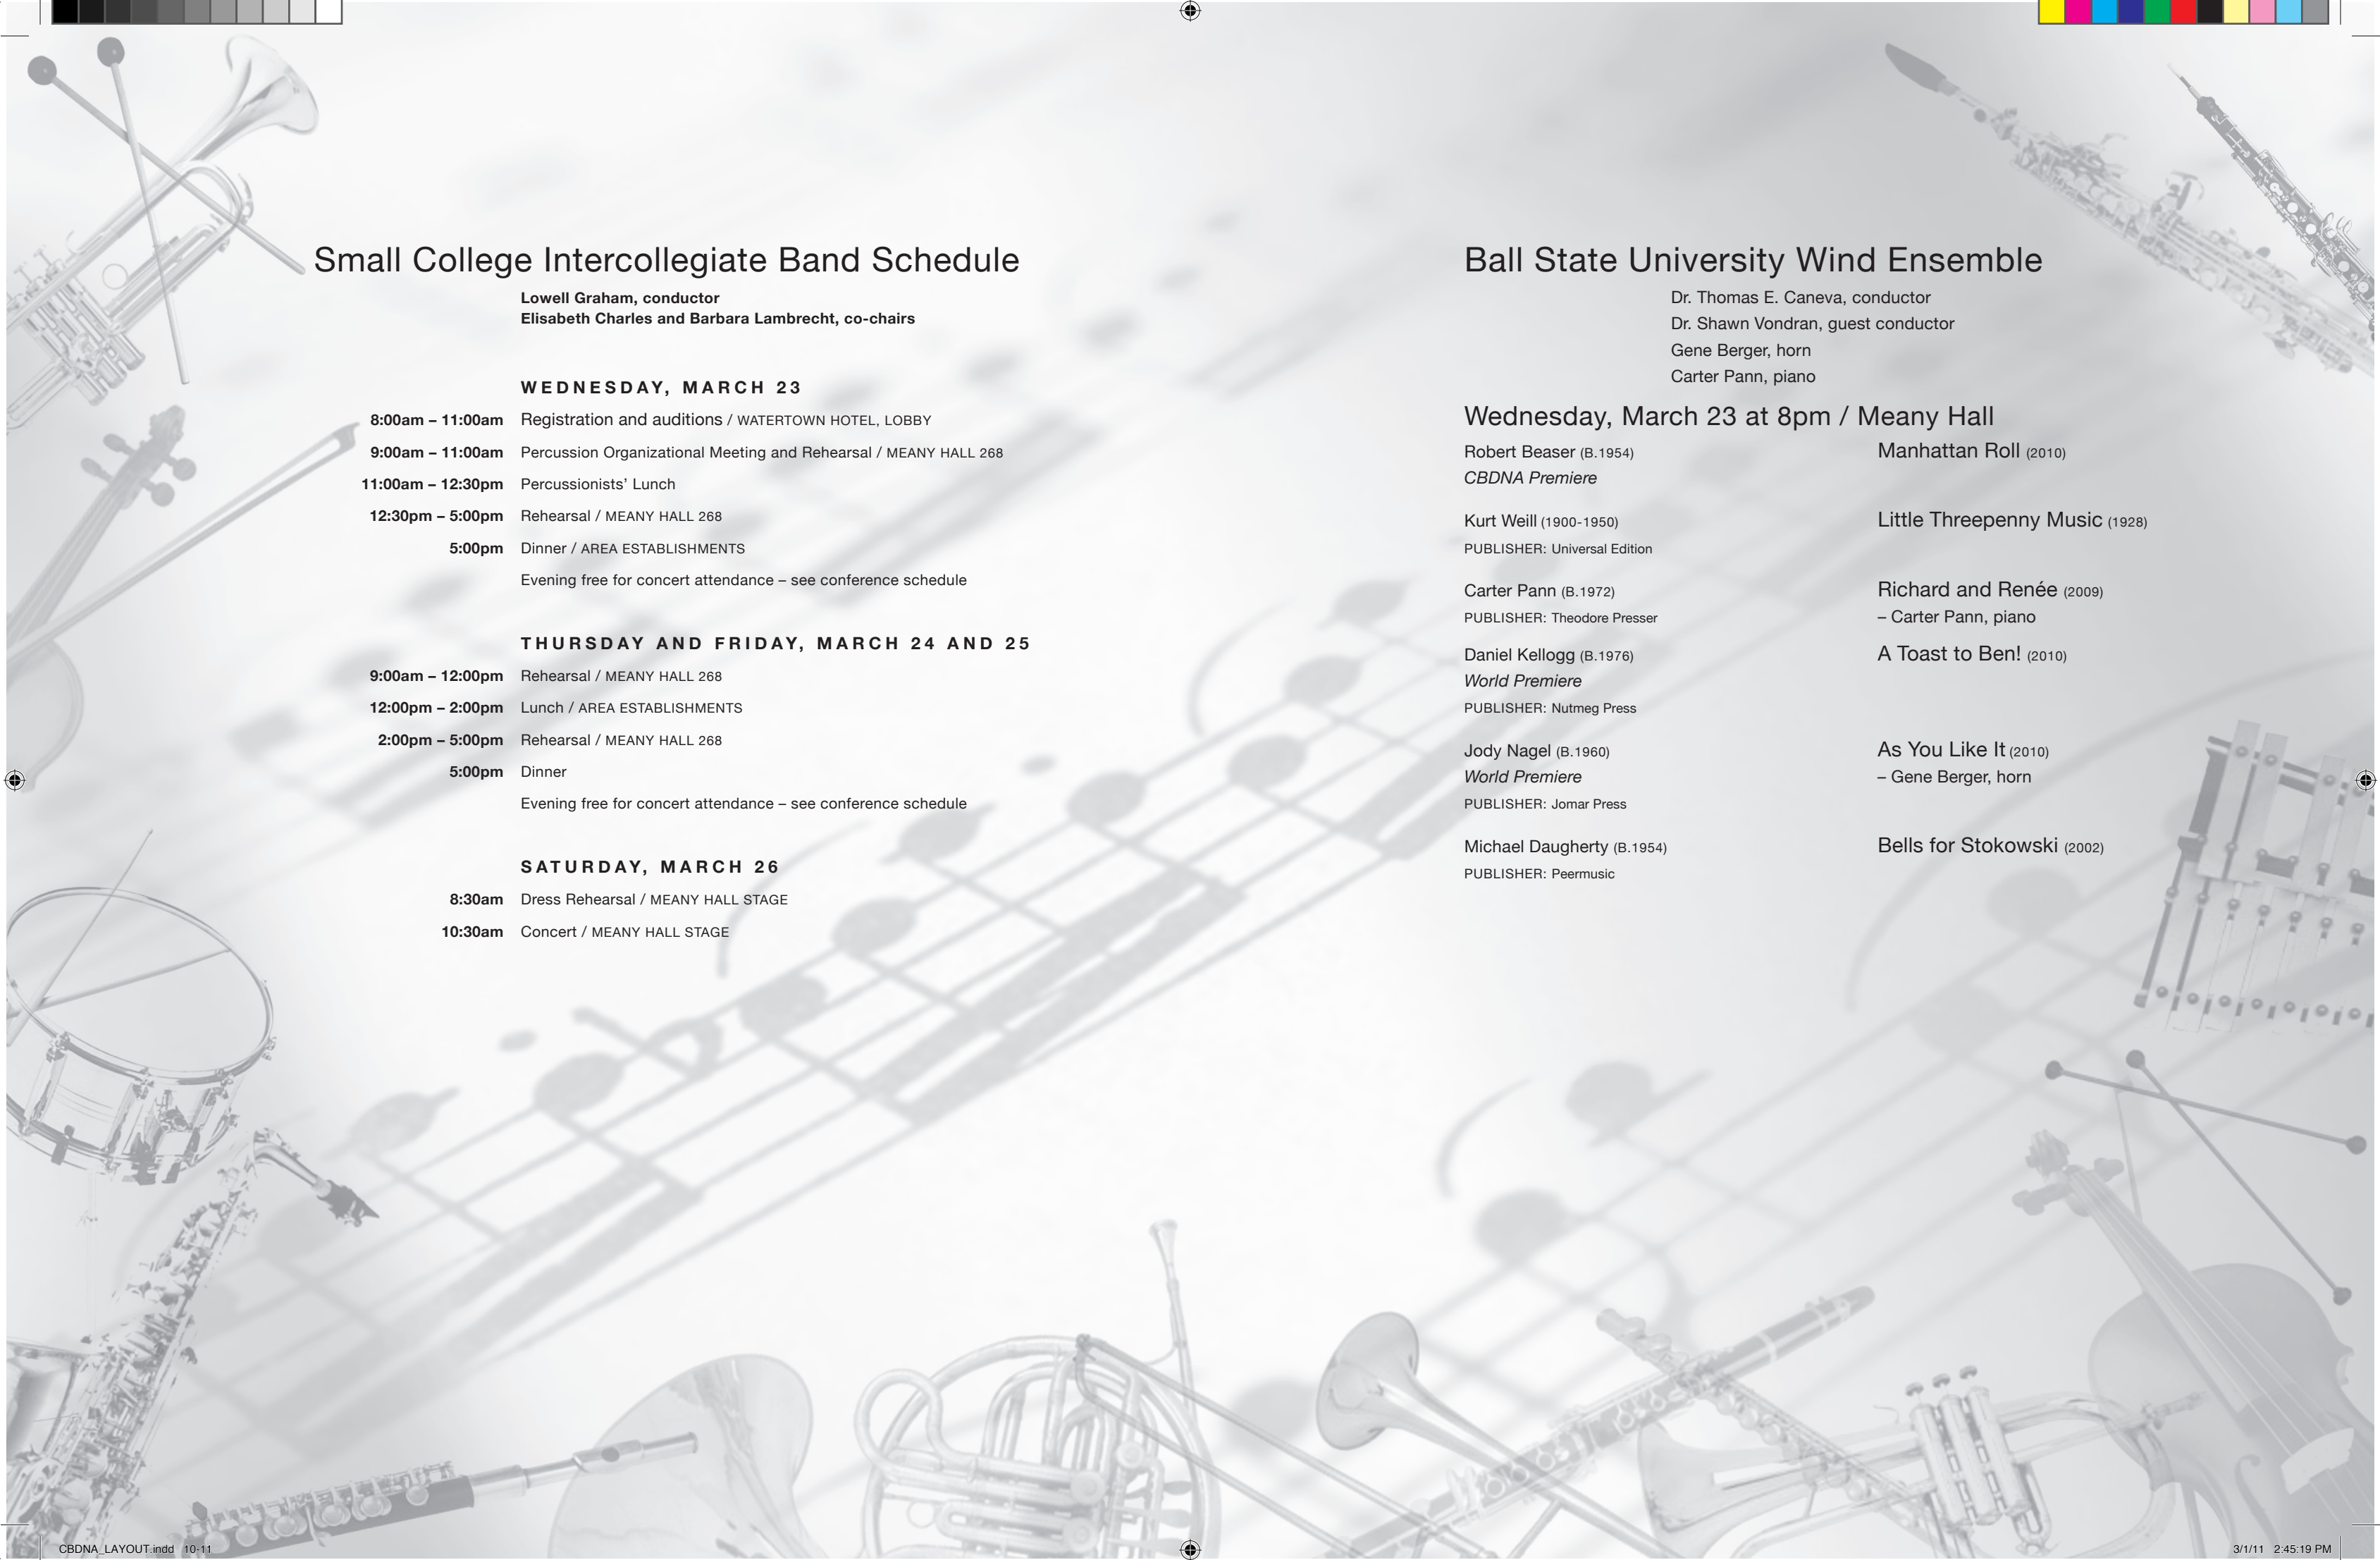 Small College Intercollegiate Band Schedule
Lowell Graham, conductor
Elisabeth Charles and Barbara Lambrecht, co-chairs
WEDNESDAY, MARCH 23
8:00am – 11:00am Registration and auditions / WATERTOWN HOTEL, LOBBY
9:00am – 11:00am Percussion Organizational Meeting and Rehearsal / MEANY HALL 268
11:00am – 12:30pm Percussionists’ Lunch
12:30pm – 5:00pm Rehearsal / MEANY HALL 268
5:00pm Dinner / AREA ESTABLISHMENTS
Evening free for concert attendance – see conference schedule
THURSDAY AND FRIDAY, MARCH 24 AND 25
9:00am – 12:00pm Rehearsal / MEANY HALL 268
12:00pm – 2:00pm Lunch / AREA ESTABLISHMENTS
2:00pm – 5:00pm Rehearsal / MEANY HALL 268
5:00pm Dinner
Evening free for concert attendance – see conference schedule
SATURDAY, MARCH 26
8:30am Dress Rehearsal / MEANY HALL STAGE
10:30am Concert / MEANY HALL STAGE
Ball State University Wind Ensemble
Dr. Thomas E. Caneva, conductor
Dr. Shawn Vondran, guest conductor
Gene Berger, horn
Carter Pann, piano
Wednesday, March 23 at 8pm / Meany Hall
Robert Beaser (B.1954) Manhattan Roll (2010)
CBDNA Premiere
Kurt Weill (1900-1950) Little Threepenny Music (1928)
PUBLISHER: Universal Edition
Carter Pann (B.1972) Richard and Renée (2009)
PUBLISHER: Theodore Presser – Carter Pann, piano
Daniel Kellogg (B.1976) A Toast to Ben! (2010)
World Premiere
PUBLISHER: Nutmeg Press
Jody Nagel (B.1960) As You Like It (2010)
World Premiere – Gene Berger, horn
PUBLISHER: Jomar Press
Michael Daugherty (B.1954) Bells for Stokowski (2002)
PUBLISHER: Peermusic
CBDNA_LAYOUT.indd 10-11
3/1/11 2:45:19 PM